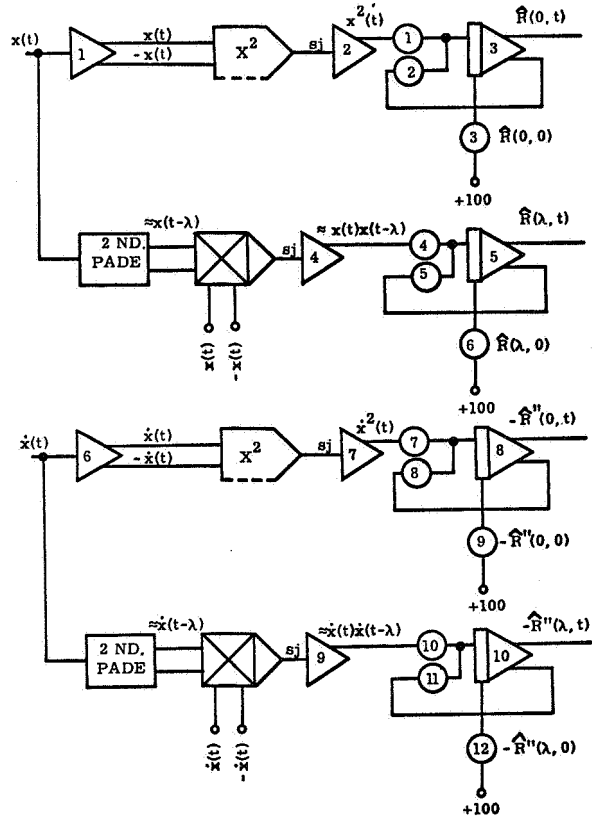 x(t)
1
x(t)
-x(t)
X²
sj
2
x²(t)
1
2
3
R̂(0, t)
3
R̂(0, 0)
+100
2 ND.
PADE
≈x(t-λ)
x(t)
-x(t)
sj
4
≈ x(t)x(t-λ)
4
5
5
R̂(λ, t)
6
R̂(λ, 0)
+100
ẋ(t)
6
ẋ(t)
-ẋ(t)
X²
sj
7
ẋ²(t)
7
8
8
-R̂"(0, t)
9
-R̂"(0, 0)
+100
2 ND.
PADE
≈ẋ(t-λ)
ẋ(t)
-ẋ(t)
sj
9
≈ẋ(t)ẋ(t-λ)
10
11
10
-R̂"(λ, t)
12
-R̂"(λ, 0)
+100